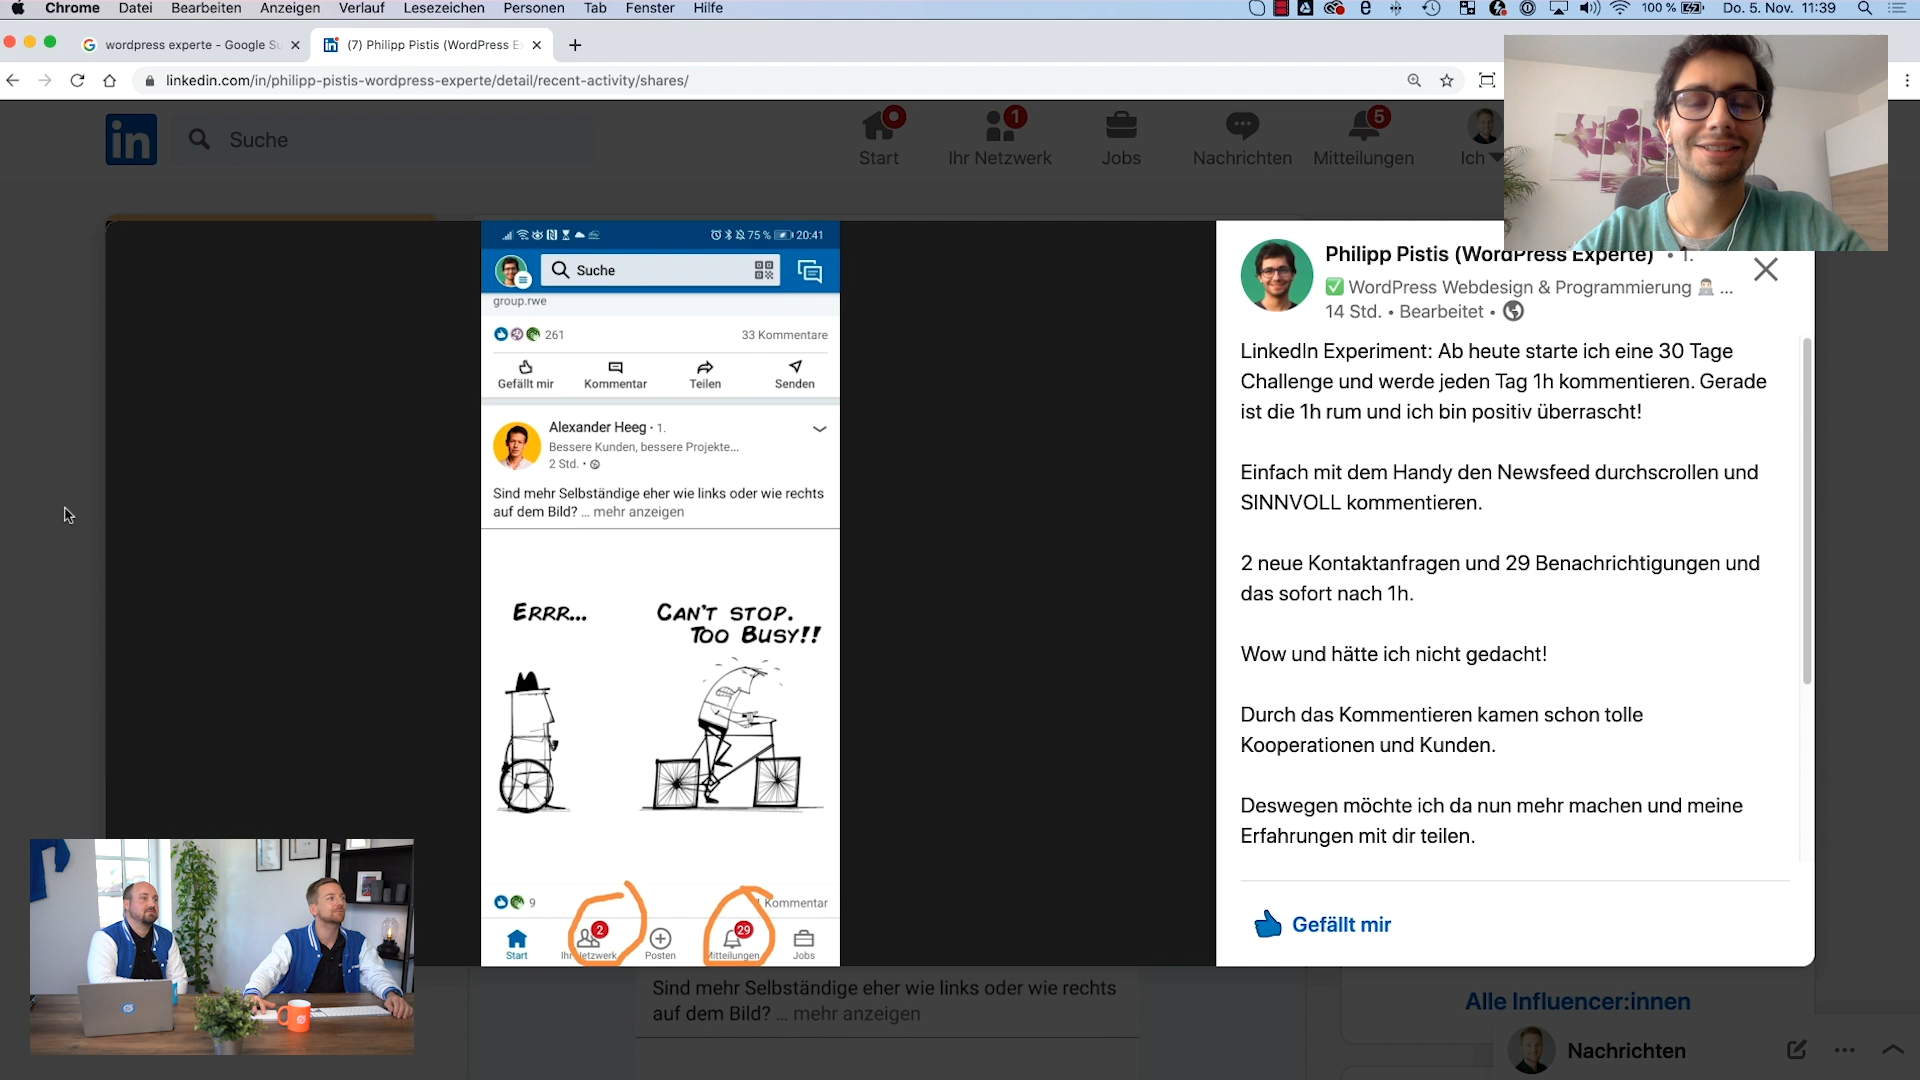 Chrome Datei Bearbeiten Anzeigen Verlauf Lesezeichen Personen Tab Fenster Hilfe
100 % Do. 5. Nov. 11:39
wordpress experte - Google Su
(7) Philipp Pistis (WordPress E
linkedin.com/in/philipp-pistis-wordpress-experte/detail/recent-activity/shares/
in Suche
1 5
Start Ihr Netzwerk Jobs Nachrichten Mitteilungen Ich
75 % 20:41
Suche
group.rwe
261 33 Kommentare
Gefällt mir Kommentar Teilen Senden
Alexander Heeg • 1.
Bessere Kunden, bessere Projekte...
2 Std. •
Sind mehr Selbständige eher wie links oder wie rechts
auf dem Bild? ... mehr anzeigen
ERRR... CAN'T STOP.
TOO BUSY!!
9 Kommentar
2 29
Start Ihr Netzwerk Posten Mitteilungen Jobs
Philipp Pistis (WordPress Experte) • 1.
✅ WordPress Webdesign & Programmierung 👨🏻‍💻 ...
14 Std. • Bearbeitet •
LinkedIn Experiment: Ab heute starte ich eine 30 Tage
Challenge und werde jeden Tag 1h kommentieren. Gerade
ist die 1h rum und ich bin positiv überrascht!
Einfach mit dem Handy den Newsfeed durchscrollen und
SINNVOLL kommentieren.
2 neue Kontaktanfragen und 29 Benachrichtigungen und
das sofort nach 1h.
Wow und hätte ich nicht gedacht!
Durch das Kommentieren kamen schon tolle
Kooperationen und Kunden.
Deswegen möchte ich da nun mehr machen und meine
Erfahrungen mit dir teilen.
Gefällt mir
Sind mehr Selbständige eher wie links oder wie rechts
auf dem Bild? ... mehr anzeigen
Alle Influencer:innen
Nachrichten